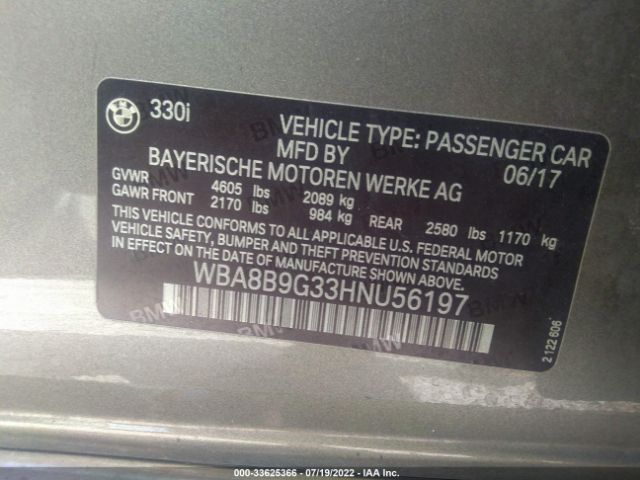 BMW 330i
VEHICLE TYPE: PASSENGER CAR
MFD BY 06/17
BAYERISCHE MOTOREN WERKE AG
GVWR 4605 lbs 2089 kg
GAWR FRONT 2170 lbs 984 kg REAR 2580 lbs 1170 kg
THIS VEHICLE CONFORMS TO ALL APPLICABLE U.S. FEDERAL MOTOR
VEHICLE SAFETY, BUMPER AND THEFT PREVENTION STANDARDS
IN EFFECT ON THE DATE OF MANUFACTURE SHOWN ABOVE.
WBA8B9G33HNU56197
2 122 606
000-33625366 - 07/19/2022 - IAA Inc.